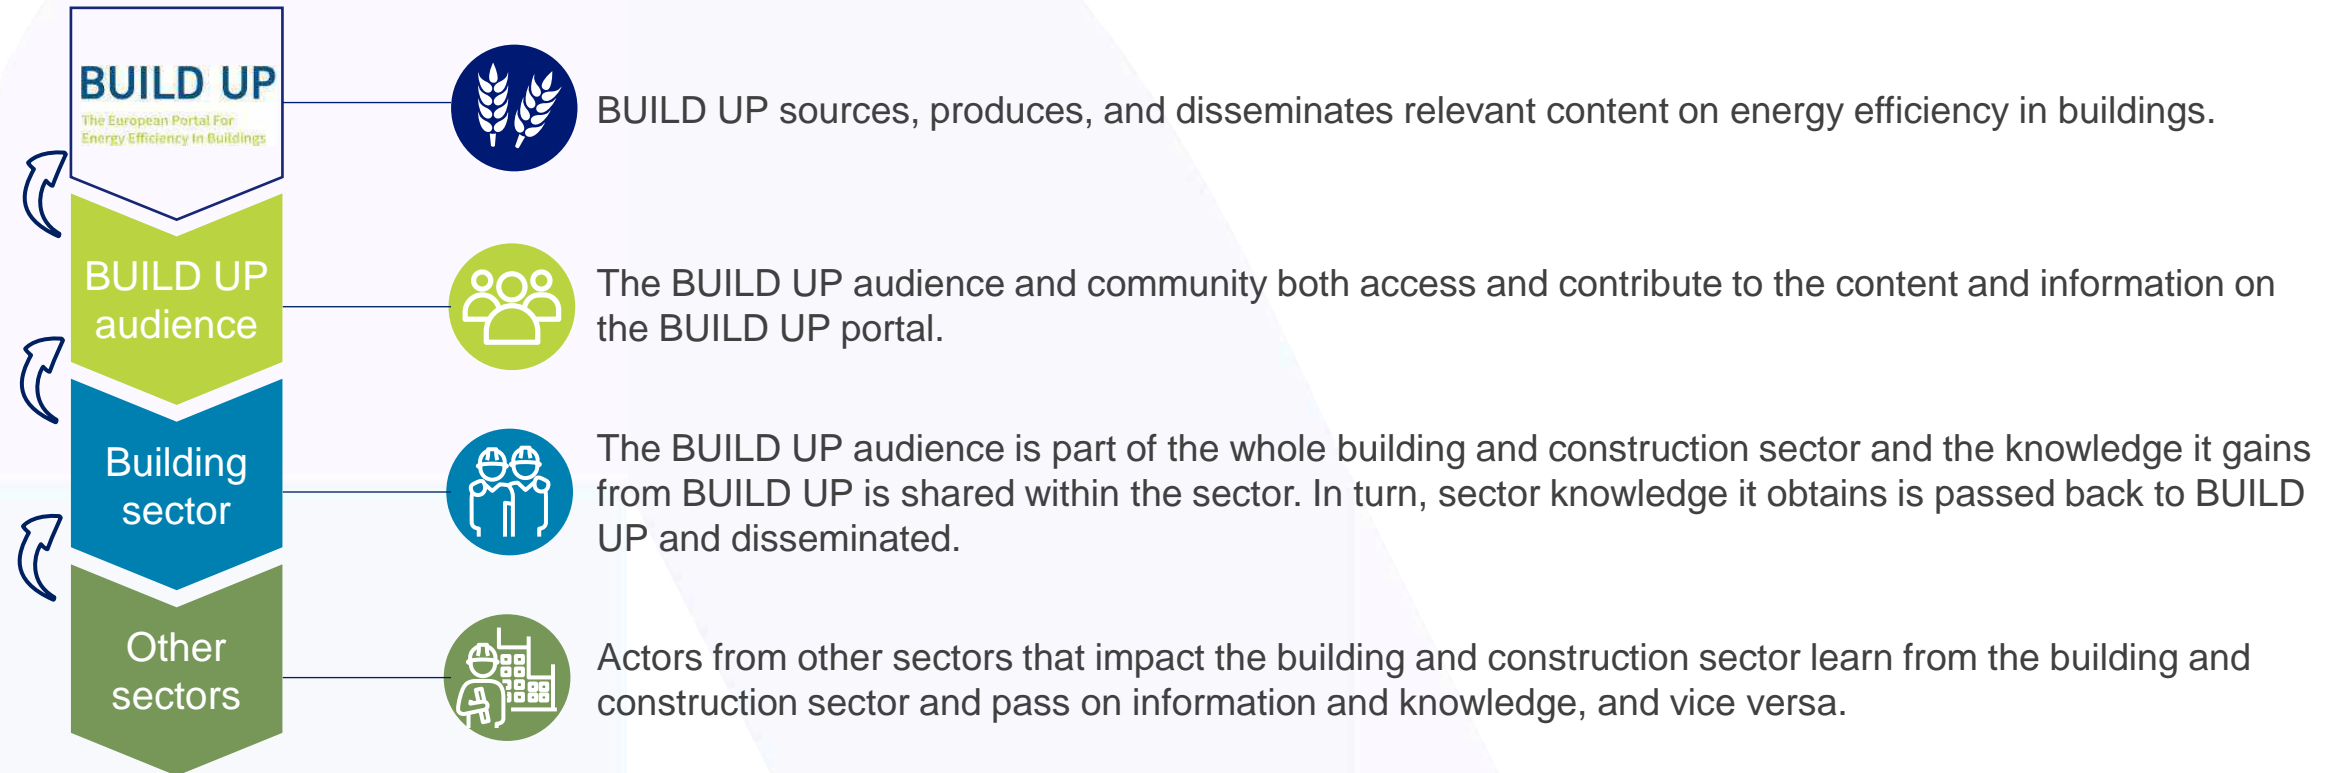 BUILD UP
The European Portal For
Energy Efficiency In Buildings
BUILD UP sources, produces, and disseminates relevant content on energy efficiency in buildings.
BUILD UP
audience
The BUILD UP audience and community both access and contribute to the content and information on
the BUILD UP portal.
Building
sector
The BUILD UP audience is part of the whole building and construction sector and the knowledge it gains
from BUILD UP is shared within the sector. In turn, sector knowledge it obtains is passed back to BUILD
UP and disseminated.
Other
sectors
Actors from other sectors that impact the building and construction sector learn from the building and
construction sector and pass on information and knowledge, and vice versa.